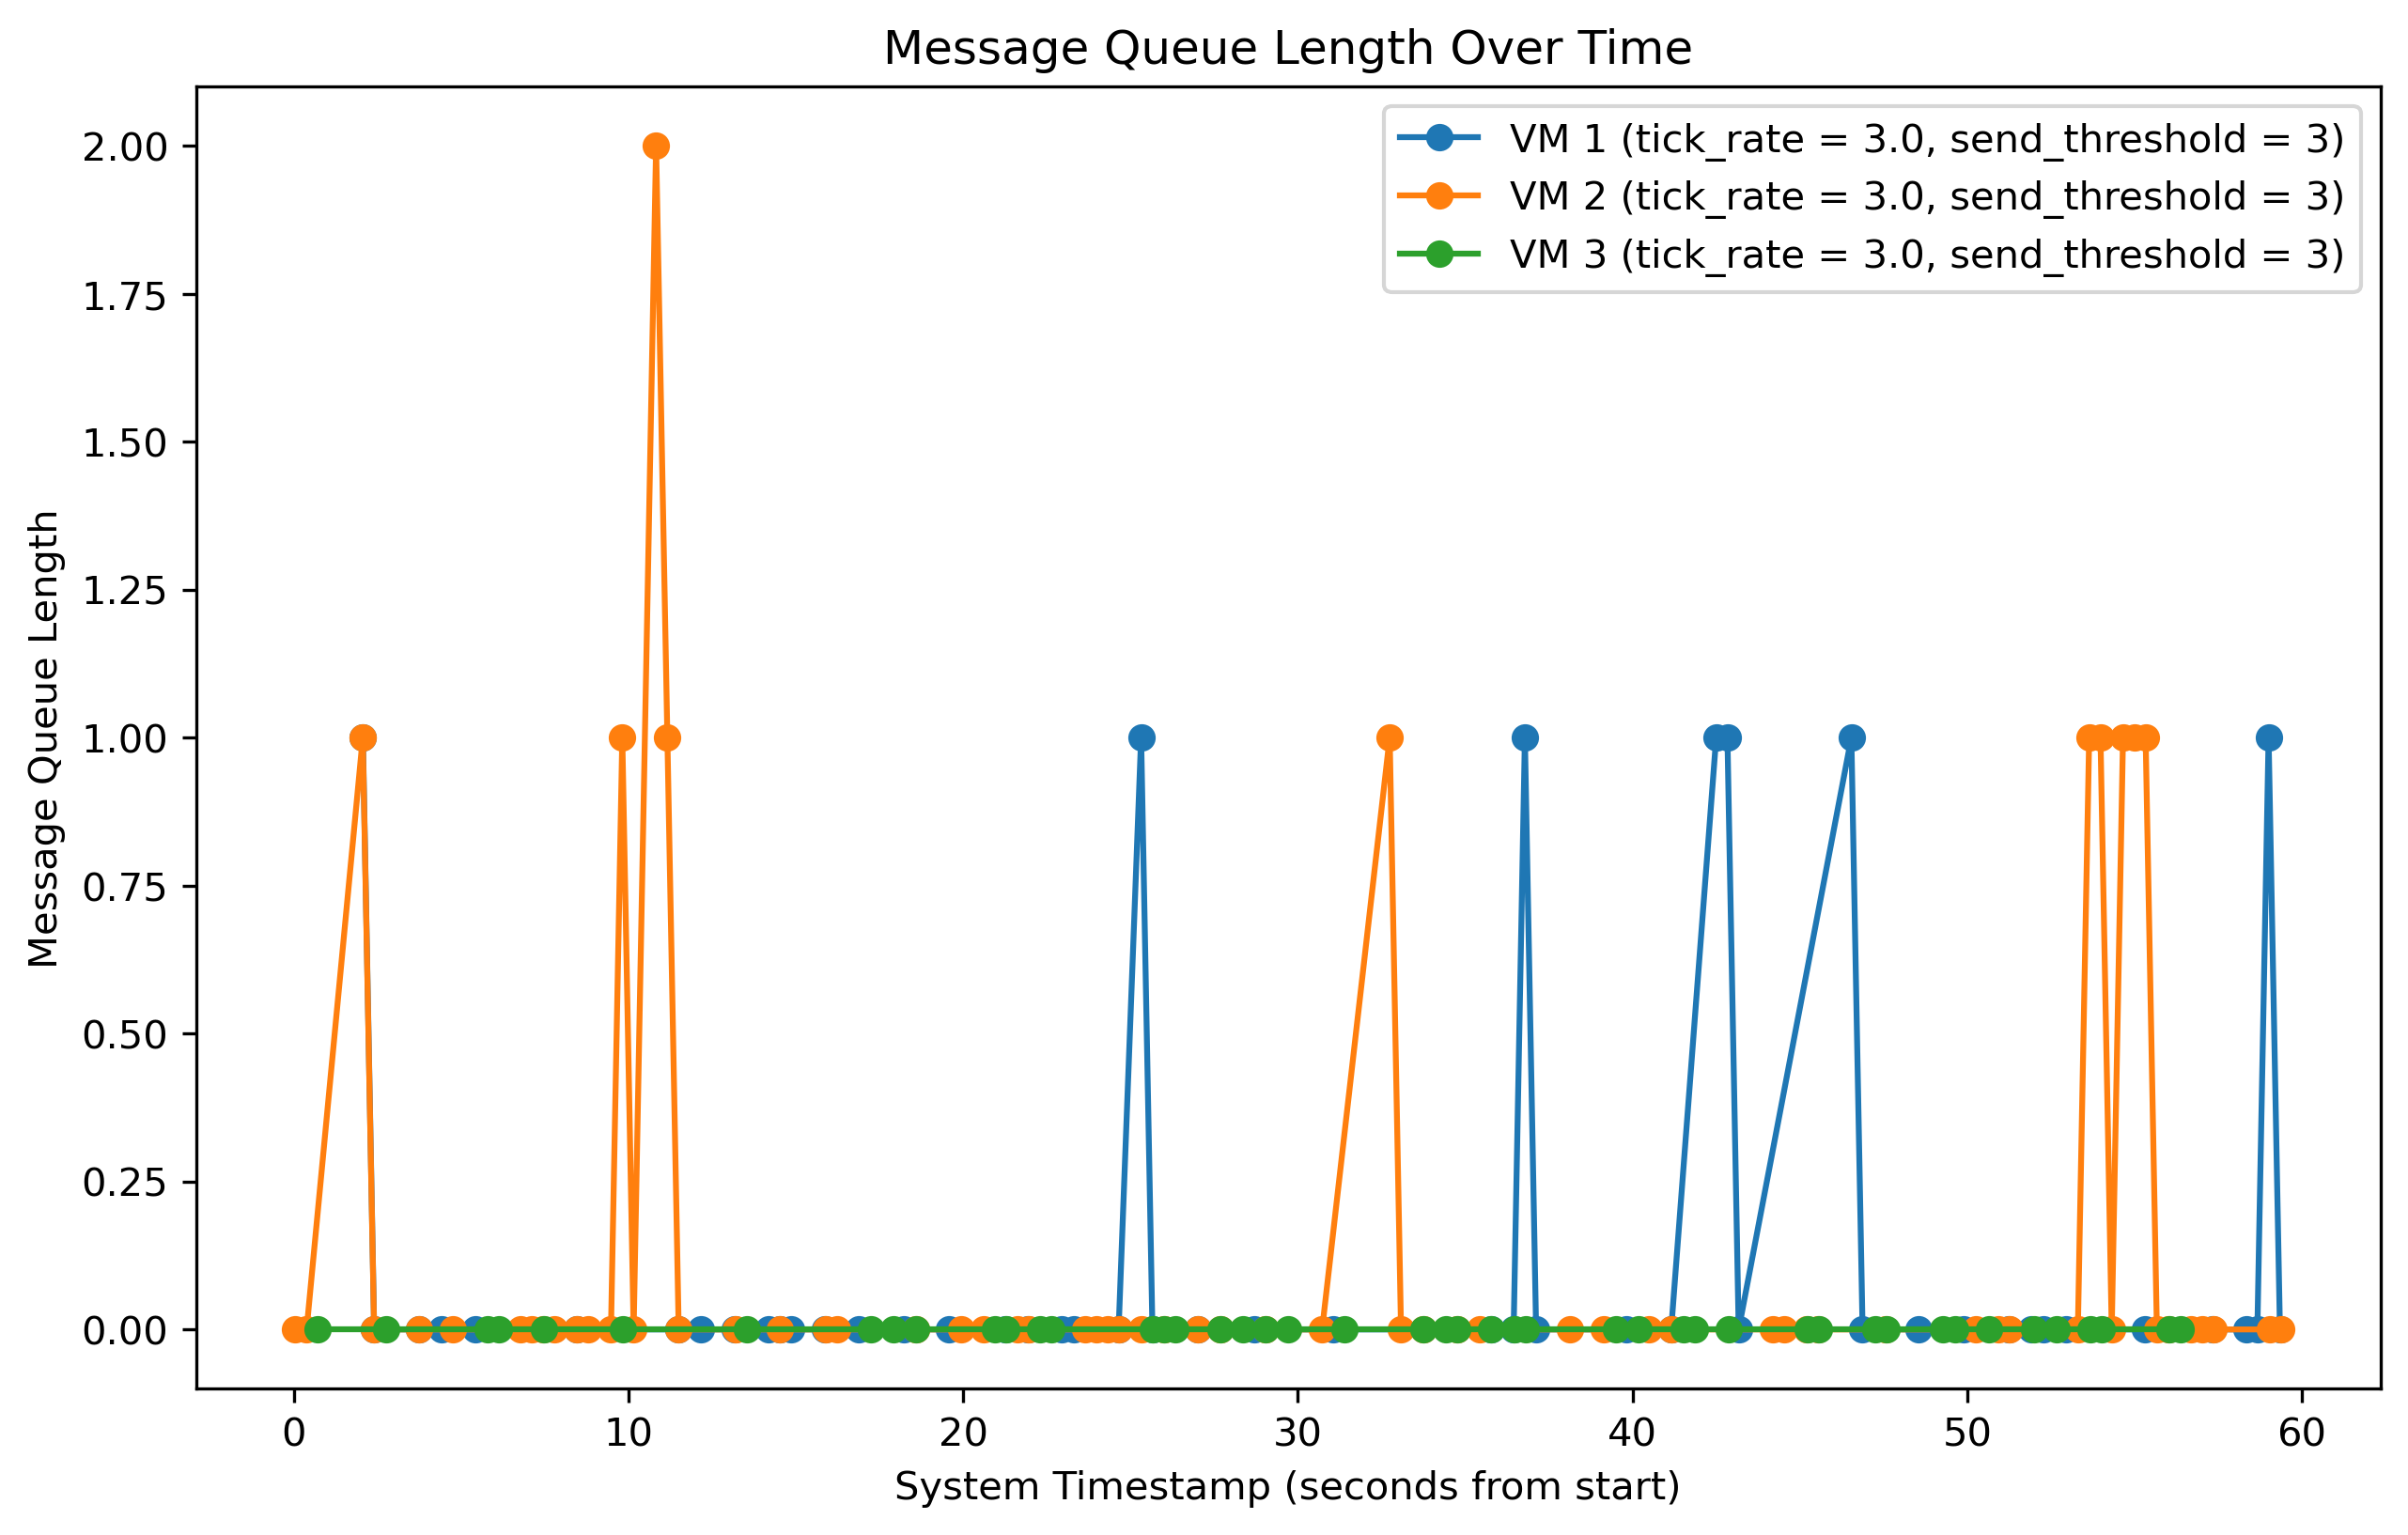 Message Queue Length Over Time
VM 1 (tick_rate = 3.0, send_threshold = 3)
VM 2 (tick_rate = 3.0, send_threshold = 3)
VM 3 (tick_rate = 3.0, send_threshold = 3)
Message Queue Length
2.00
1.75
1.50
1.25
1.00
0.75
0.50
0.25
0.00
0 10 20 30 40 50 60
System Timestamp (seconds from start)